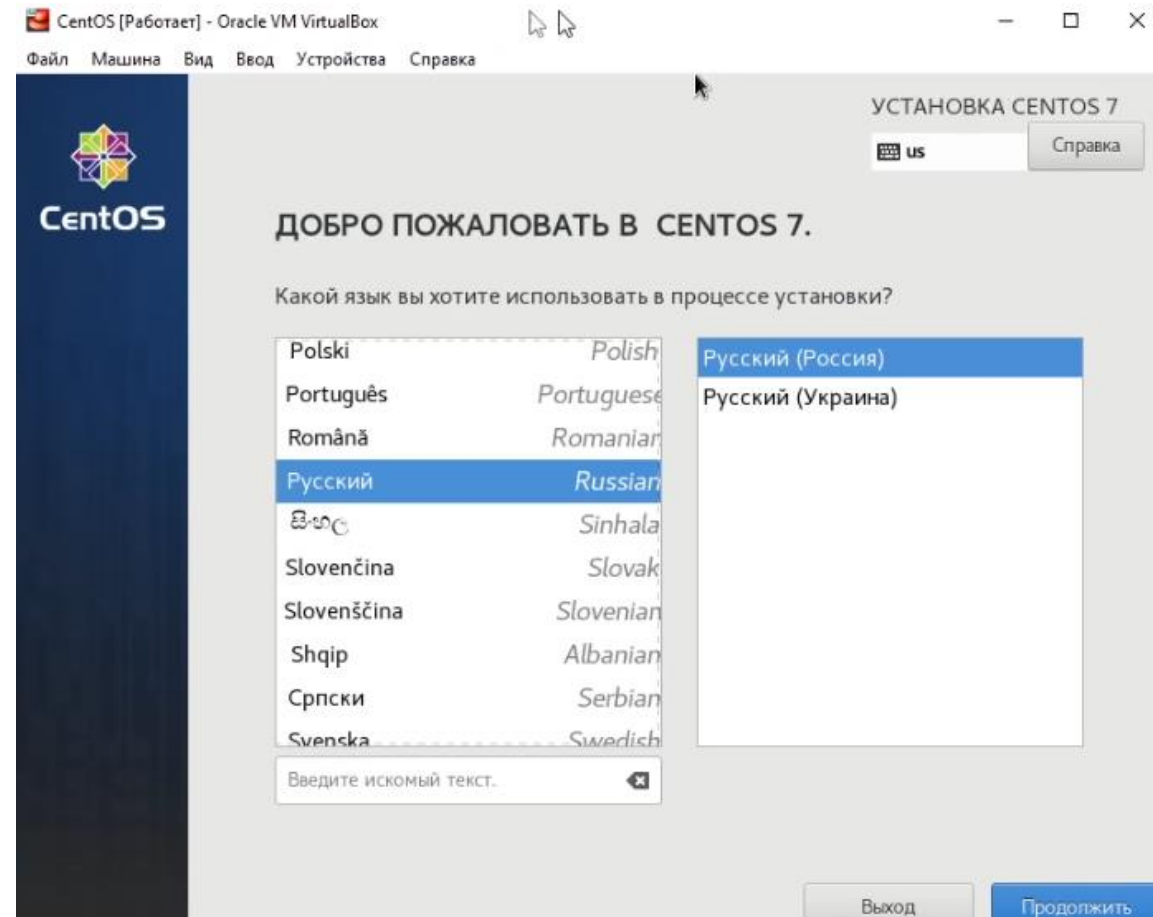 CentOS [Работает] - Oracle VM VirtualBox
Файл Машина Вид Ввод Устройства Справка
УСТАНОВКА CENTOS 7
us
Справка
CentOS
ДОБРО ПОЖАЛОВАТЬ В CENTOS 7.
Какой язык вы хотите использовать в процессе установки?
Polski Polish
Português Portuguese
Română Romanian
Русский Russian
සිංහල Sinhala
Slovenčina Slovak
Slovenščina Slovenian
Shqip Albanian
Српски Serbian
Svenska Swedish
Введите искомый текст.
Русский (Россия)
Русский (Украина)
Выход
Продолжить